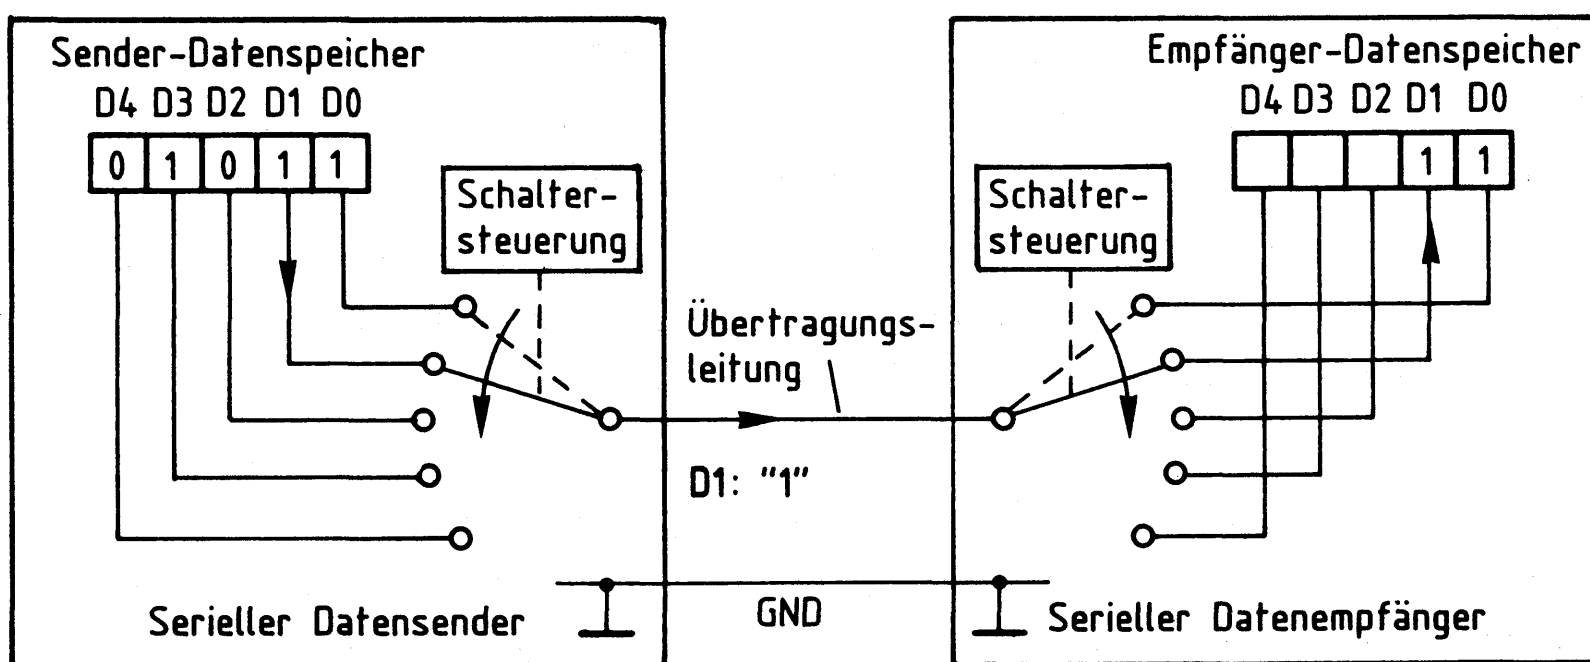 Sender-Datenspeicher
D4 D3 D2 D1 D0
0 1 0 1 1
Schalter-
steuerung
Serieller Datensender
Übertragungs-
leitung
D1: "1"
GND
Empfänger-Datenspeicher
D4 D3 D2 D1 D0
1 1
Schalter-
steuerung
Serieller Datenempfänger